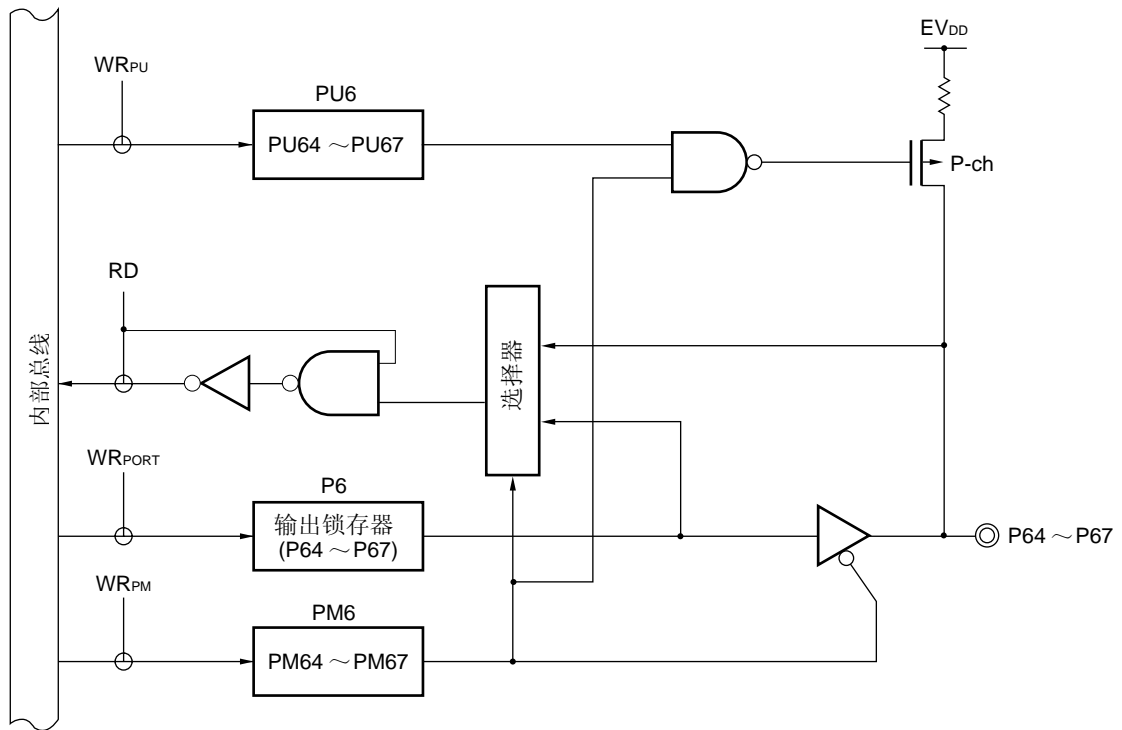 EVDD
WRPU
PU6
PU64 ～PU67
P-ch
RD
内部总线
选择器
WRPORT
P6
输出锁存器
(P64 ～ P67)
P64 ～ P67
WRPM
PM6
PM64 ～PM67